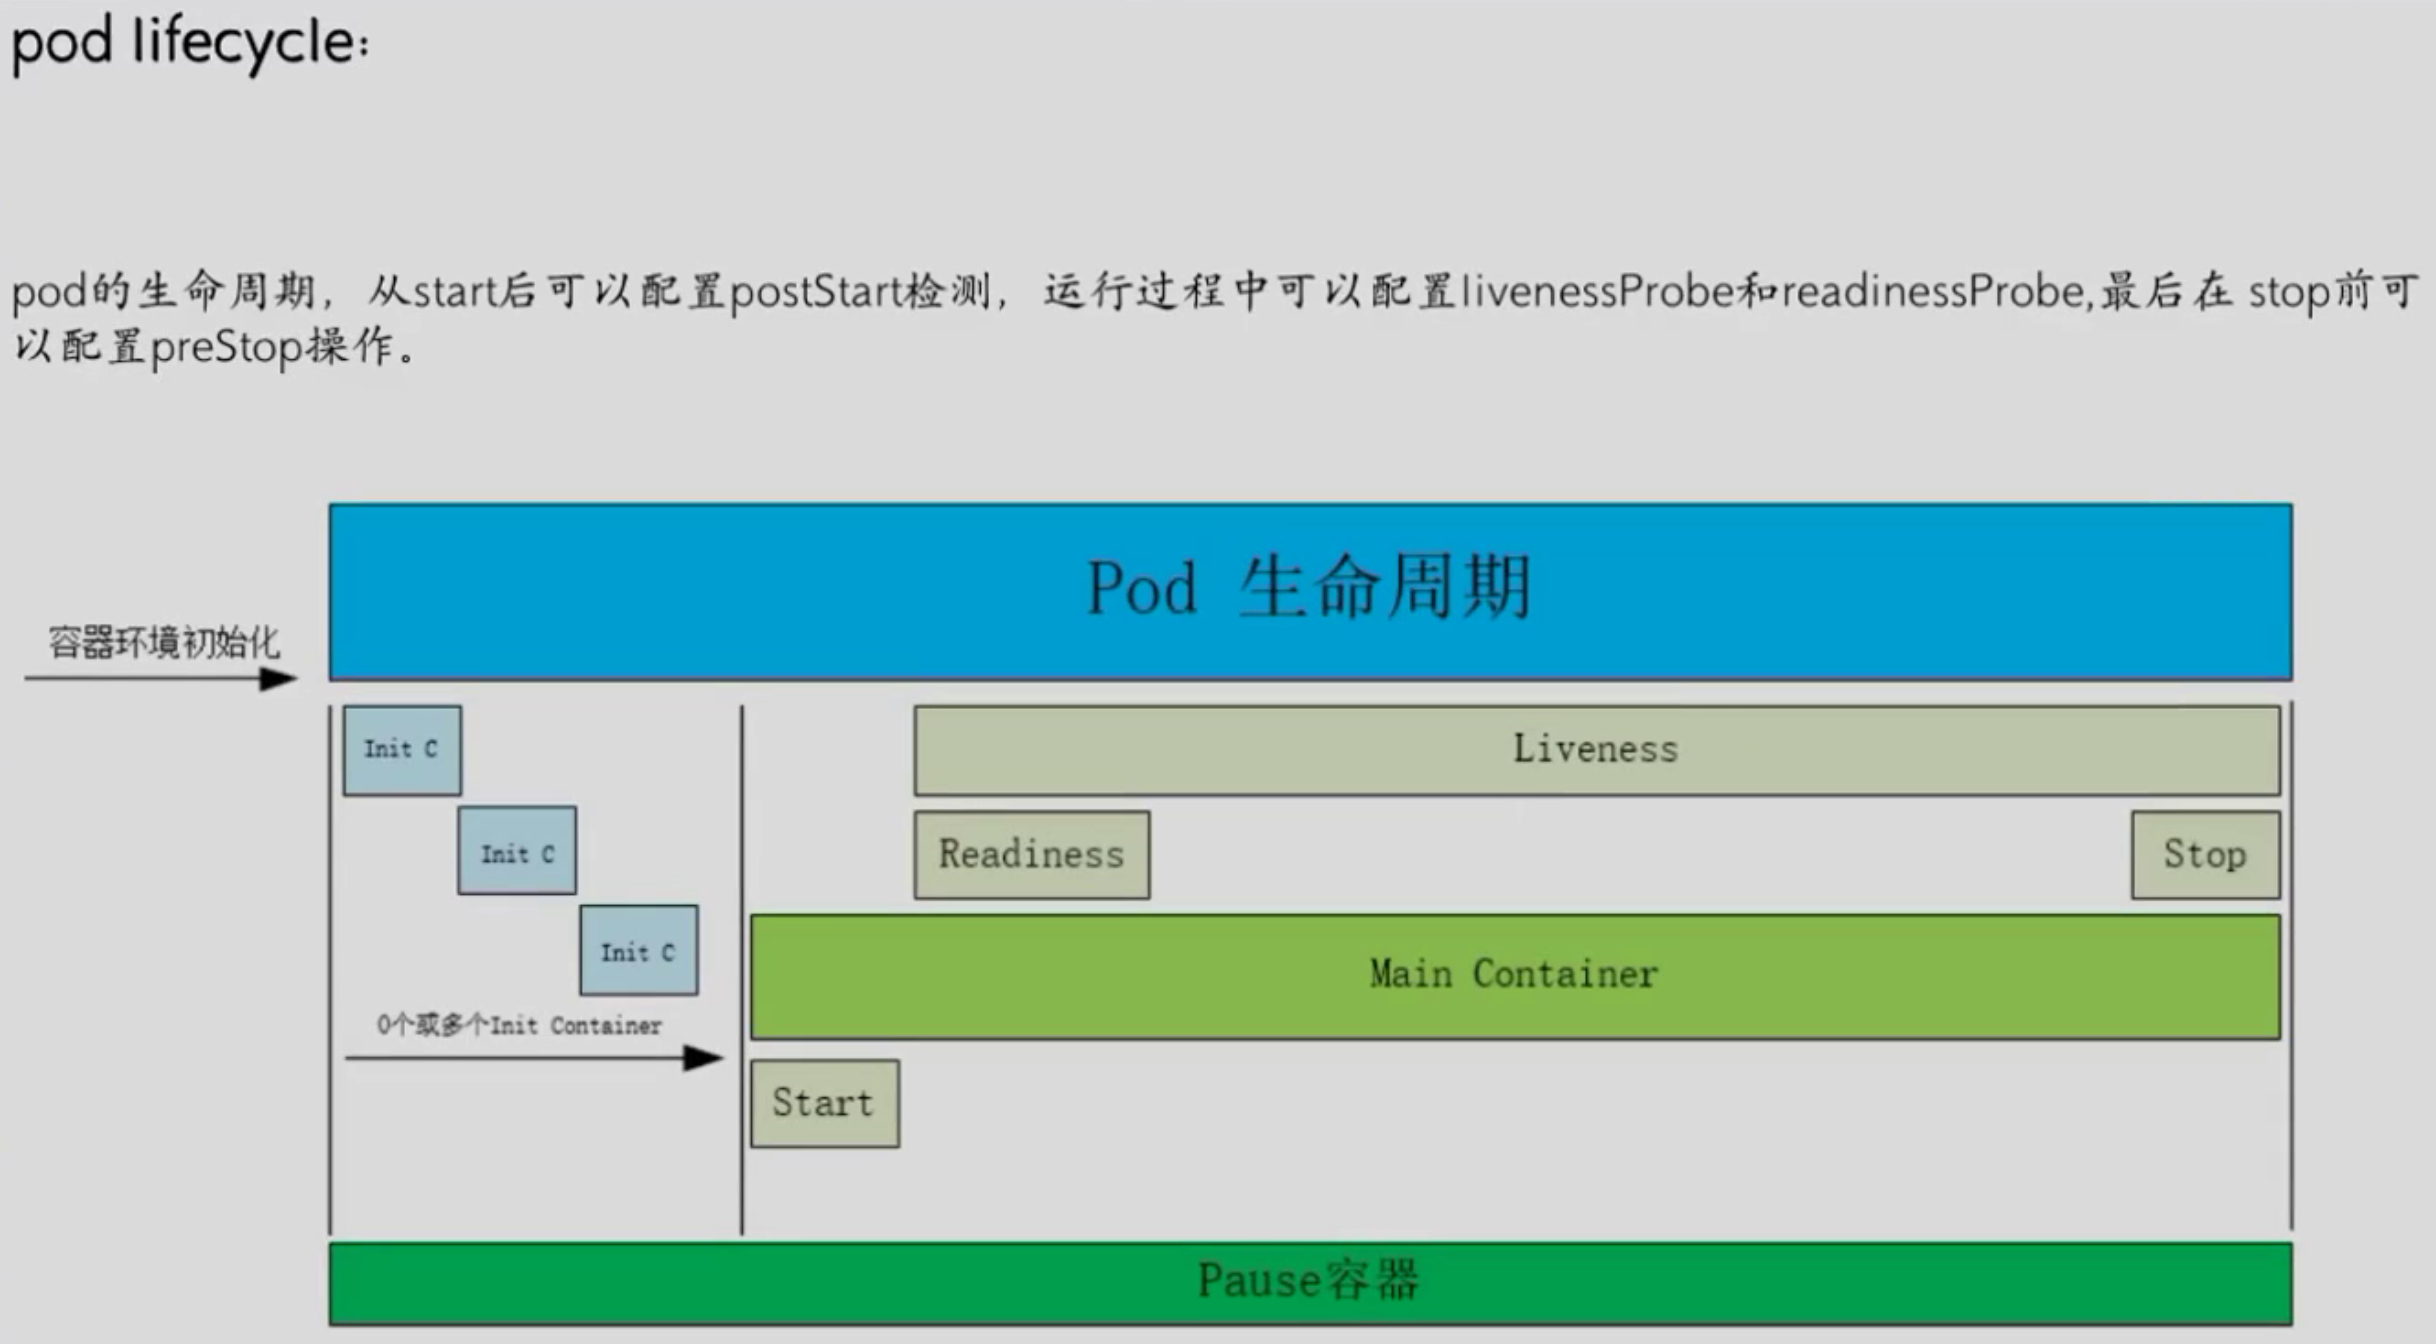 pod lifecycle:
pod的生命周期，从start后可以配置postStart检测，运行过程中可以配置livenessProbe和readinessProbe,最后在 stop前可
以配置preStop操作。
Pod 生命周期
容器环境初始化
Init C
Liveness
Init C
Readiness
Stop
Init C
Main Container
0个或多个Init Container
Start
Pause容器